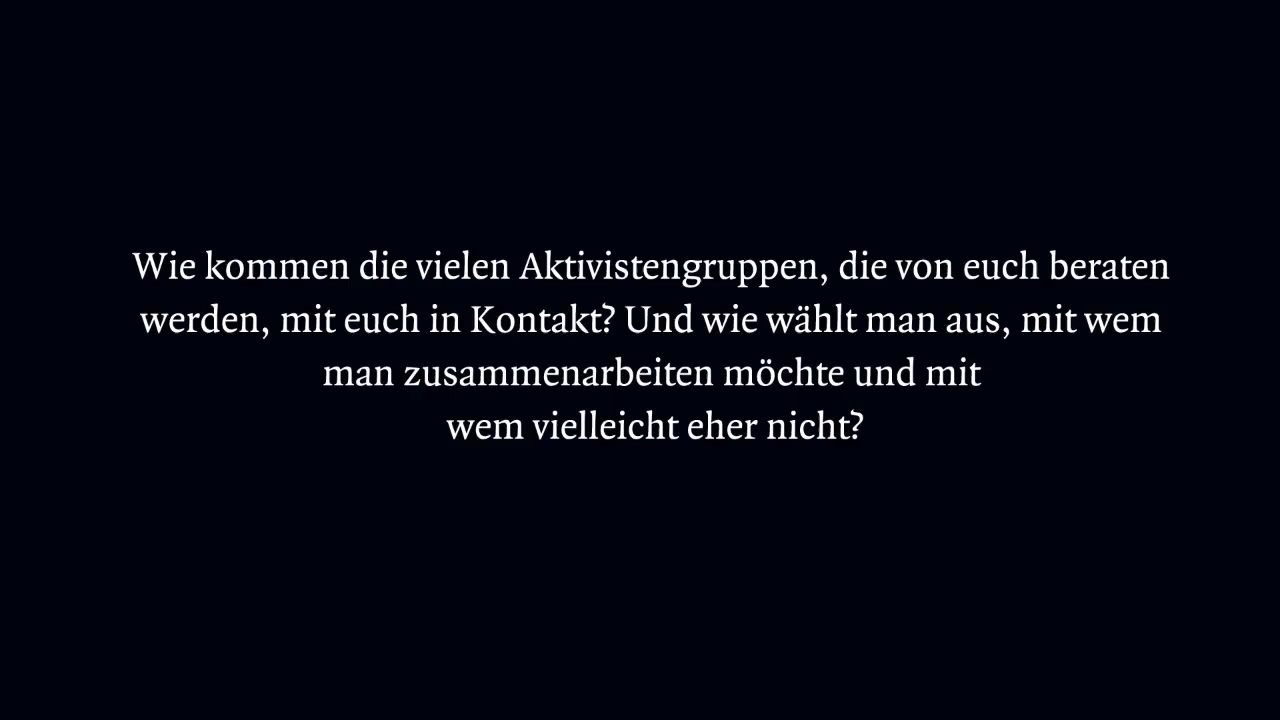 Wie kommen die vielen Aktivistengruppen, die von euch beraten
werden, mit euch in Kontakt? Und wie wählt man aus, mit wem
man zusammenarbeiten möchte und mit
wem vielleicht eher nicht?